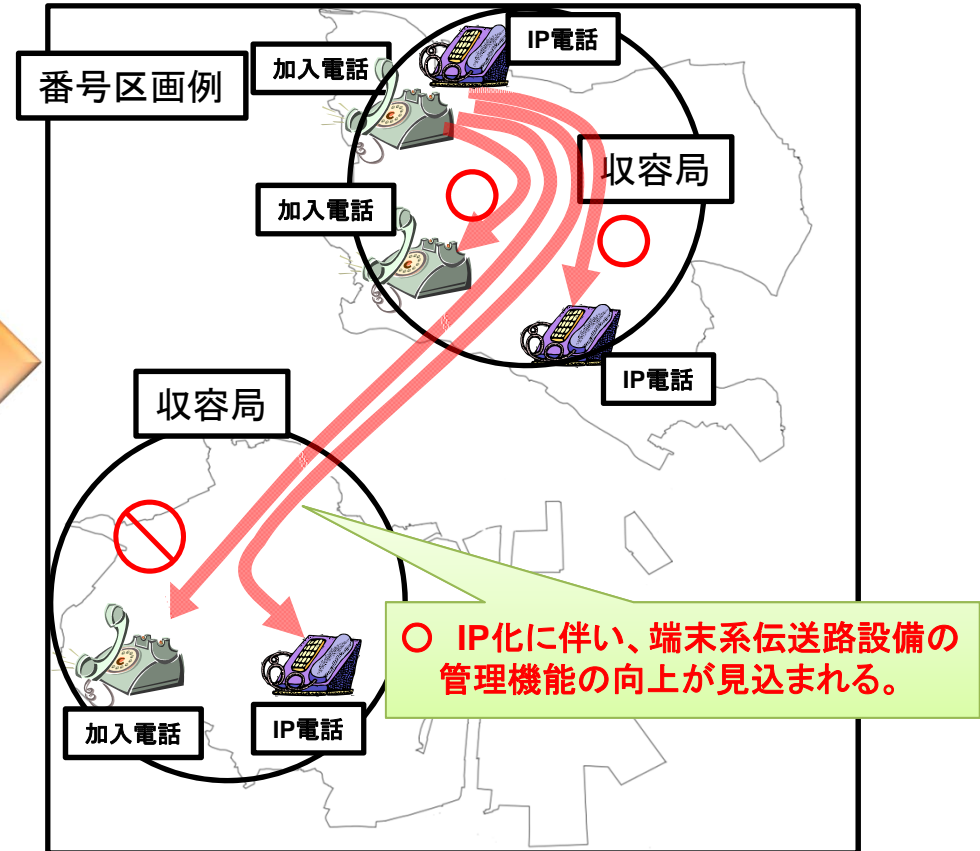 番号区画例
加入電話
IP電話
収容局
加入電話
IP電話
収容局
○ IP化に伴い、端末系伝送路設備の
管理機能の向上が見込まれる。
加入電話
IP電話